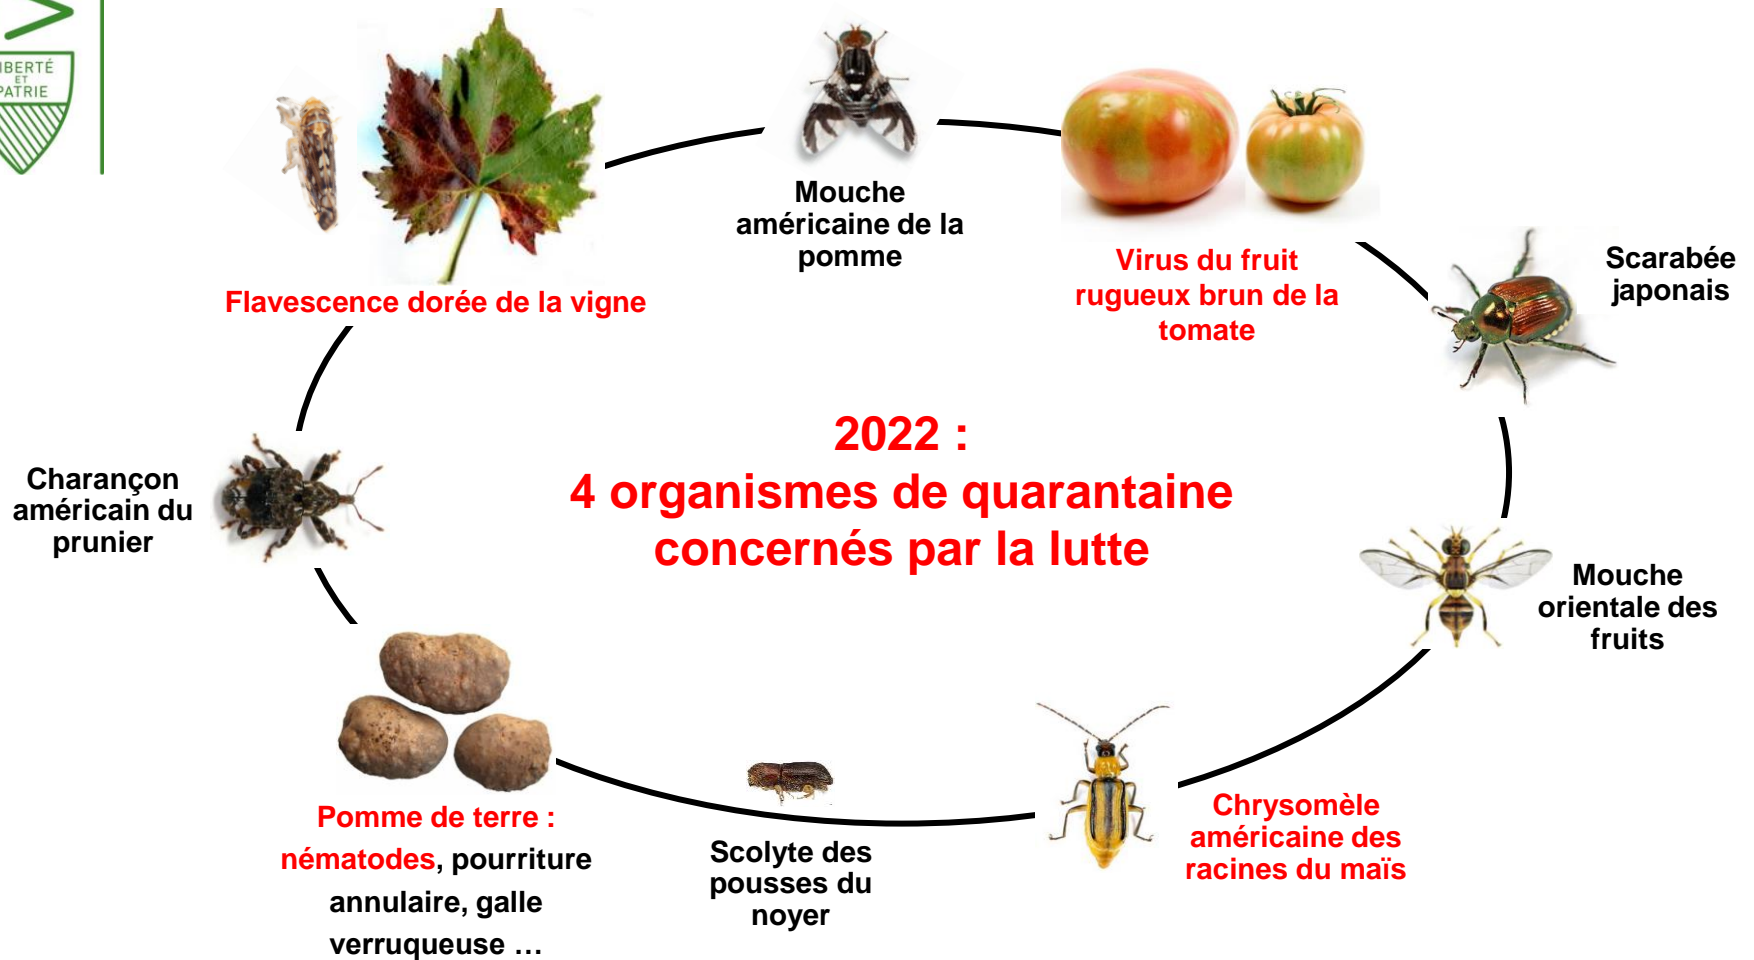 ET
PATRIE
Mouche
américaine de la
pomme
Virus du fruit
rugueux brun de la
tomate
Scarabée
japonais
Flavescence dorée de la vigne
2022 :
4 organismes de quarantaine
concernés par la lutte
Charançon
américain du
prunier
Mouche
orientale des
fruits
Pomme de terre :
nématodes, pourriture
annulaire, galle
verruqueuse …
Scolyte des
pousses du
noyer
Chrysomèle
américaine des
racines du maïs